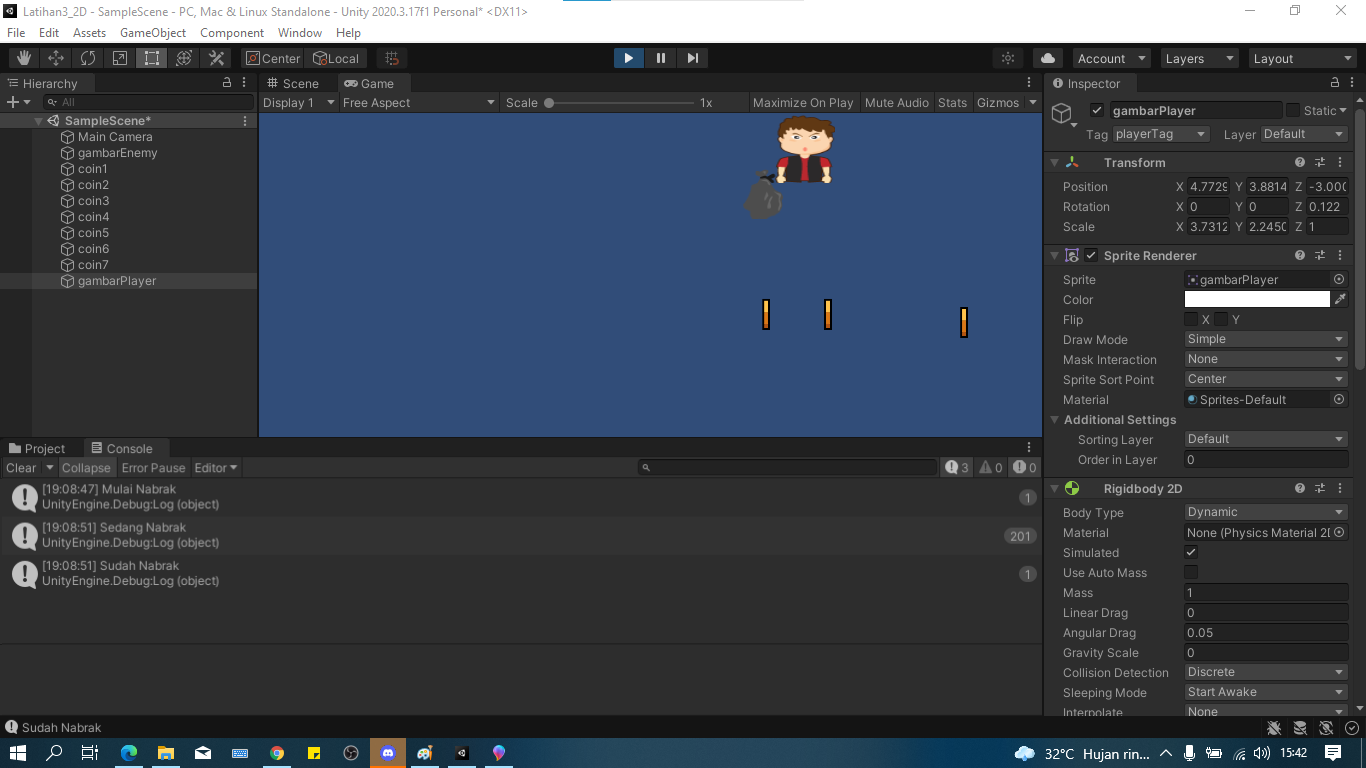 Latihan3_2D - SampleScene - PC, Mac & Linux Standalone - Unity 2020.3.17f1 Personal* <DX11>
File Edit Assets GameObject Component Window Help
Center Local Account Layers Layout
Hierarchy
All
SampleScene*
Main Camera
gambarEnemy
coin1
coin2
coin3
coin4
coin5
coin6
coin7
gambarPlayer
Scene Game
Display 1 Free Aspect Scale 1x Maximize On Play Mute Audio Stats Gizmos
Inspector
gambarPlayer Static
Tag playerTag Layer Default
Transform
Position X 4.7729 Y 3.8814 Z -3.000
Rotation X 0 Y 0 Z 0.122
Scale X 3.7312 Y 2.2450 Z 1
Sprite Renderer
Sprite gambarPlayer
Color
Flip X Y
Draw Mode Simple
Mask Interaction None
Sprite Sort Point Center
Material Sprites-Default
Additional Settings
Sorting Layer Default
Order in Layer 0
Rigidbody 2D
Body Type Dynamic
Material None (Physics Material 2D
Simulated
Use Auto Mass
Mass 1
Linear Drag 0
Angular Drag 0.05
Gravity Scale 0
Collision Detection Discrete
Sleeping Mode Start Awake
Interpolate None
Project Console
Clear Collapse Error Pause Editor 3 0 0
[19:08:47] Mulai Nabrak
UnityEngine.Debug:Log (object) 1
[19:08:51] Sedang Nabrak
UnityEngine.Debug:Log (object) 201
[19:08:51] Sudah Nabrak
UnityEngine.Debug:Log (object) 1
Sudah Nabrak
32°C Hujan rin... 15:42